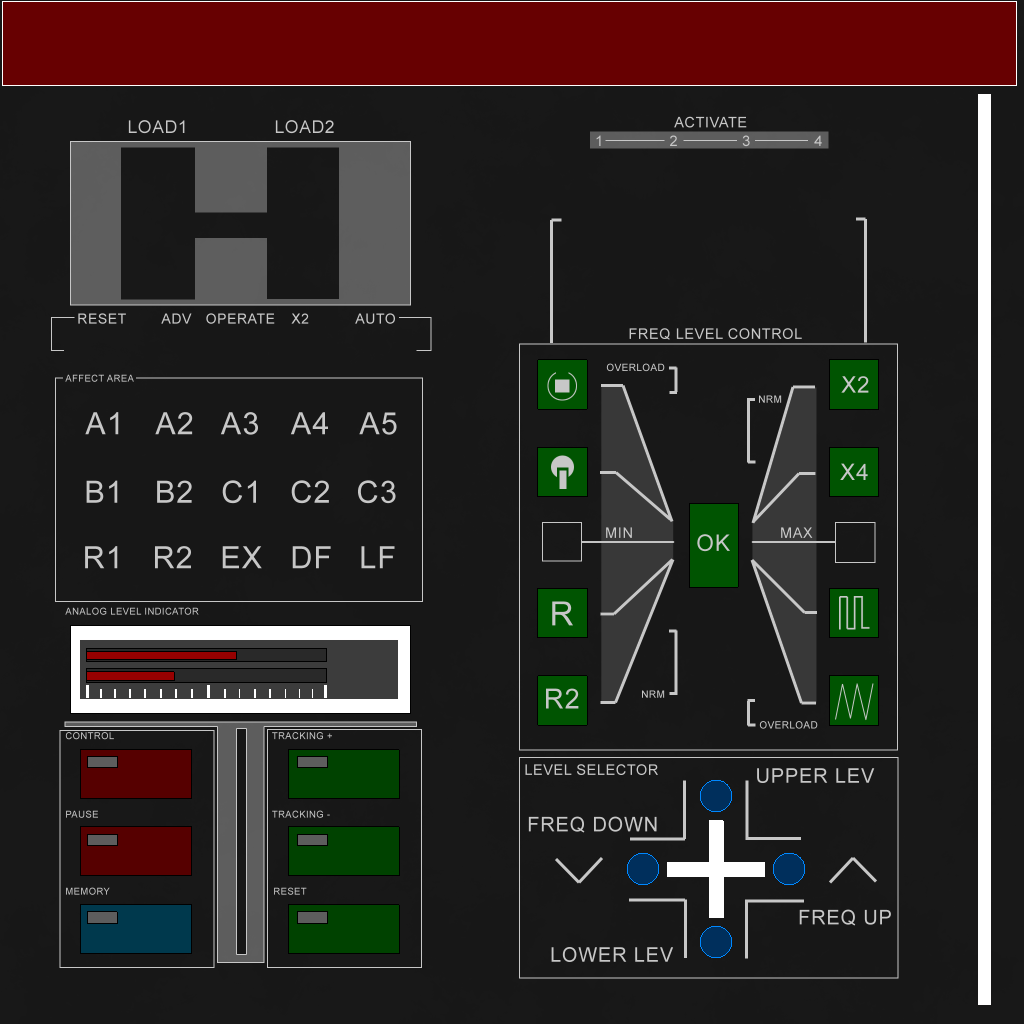 LOAD1 LOAD2
RESET ADV OPERATE X2 AUTO
AFFECT AREA
A1 A2 A3 A4 A5
B1 B2 C1 C2 C3
R1 R2 EX DF LF
ANALOG LEVEL INDICATOR
CONTROL
PAUSE
MEMORY
TRACKING +
TRACKING -
RESET
ACTIVATE
1 2 3 4
FREQ LEVEL CONTROL
OVERLOAD
X2
NRM
X4
MIN
OK
MAX
R
R2
NRM
OVERLOAD
LEVEL SELECTOR
UPPER LEV
FREQ DOWN
FREQ UP
LOWER LEV